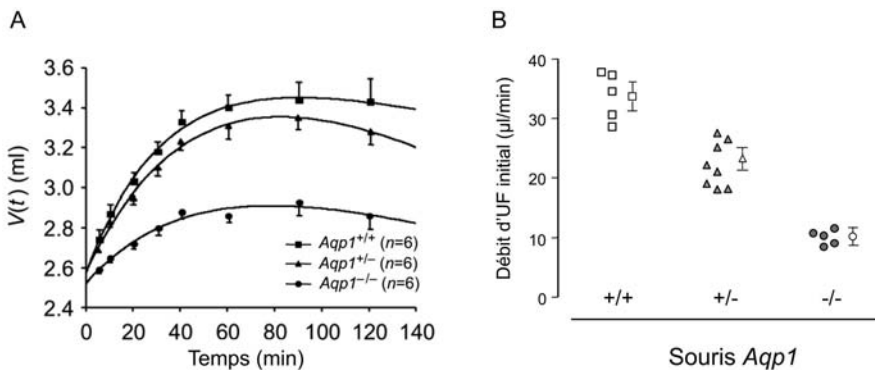 A
3.6
3.4
3.2
3.0
2.8
2.6
2.4
V(t) (ml)
0 20 40 60 80 100 120 140
Temps (min)
Aqp1+/+ (n=6)
Aqp1+/– (n=6)
Aqp1–/– (n=6)
B
40
30
20
10
0
Débit d'UF initial (µl/min)
+/+ +/- -/-
Souris Aqp1